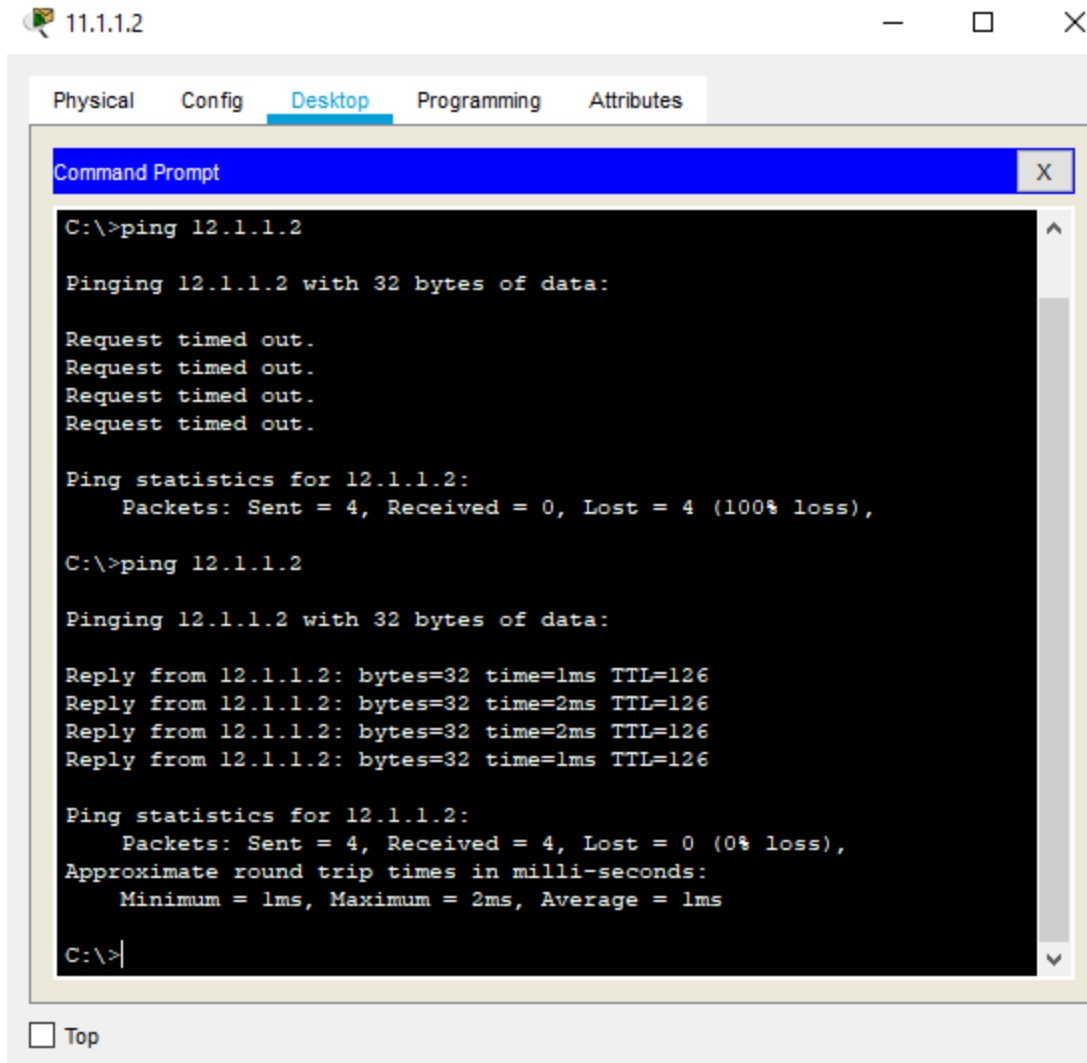 11.1.1.2
Physical Config Desktop Programming Attributes
Command Prompt X
C:\>ping 12.1.1.2
Pinging 12.1.1.2 with 32 bytes of data:
Request timed out.
Request timed out.
Request timed out.
Request timed out.
Ping statistics for 12.1.1.2:
Packets: Sent = 4, Received = 0, Lost = 4 (100% loss),
C:\>ping 12.1.1.2
Pinging 12.1.1.2 with 32 bytes of data:
Reply from 12.1.1.2: bytes=32 time=1ms TTL=126
Reply from 12.1.1.2: bytes=32 time=2ms TTL=126
Reply from 12.1.1.2: bytes=32 time=2ms TTL=126
Reply from 12.1.1.2: bytes=32 time=1ms TTL=126
Ping statistics for 12.1.1.2:
Packets: Sent = 4, Received = 4, Lost = 0 (0% loss),
Approximate round trip times in milli-seconds:
Minimum = 1ms, Maximum = 2ms, Average = 1ms
C:\>
Top